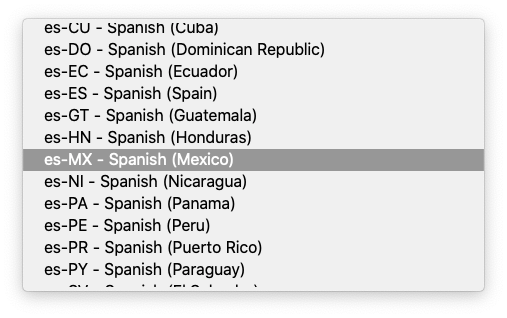 es-CU - Spanish (Cuba)
es-DO - Spanish (Dominican Republic)
es-EC - Spanish (Ecuador)
es-ES - Spanish (Spain)
es-GT - Spanish (Guatemala)
es-HN - Spanish (Honduras)
es-MX - Spanish (Mexico)
es-NI - Spanish (Nicaragua)
es-PA - Spanish (Panama)
es-PE - Spanish (Peru)
es-PR - Spanish (Puerto Rico)
es-PY - Spanish (Paraguay)